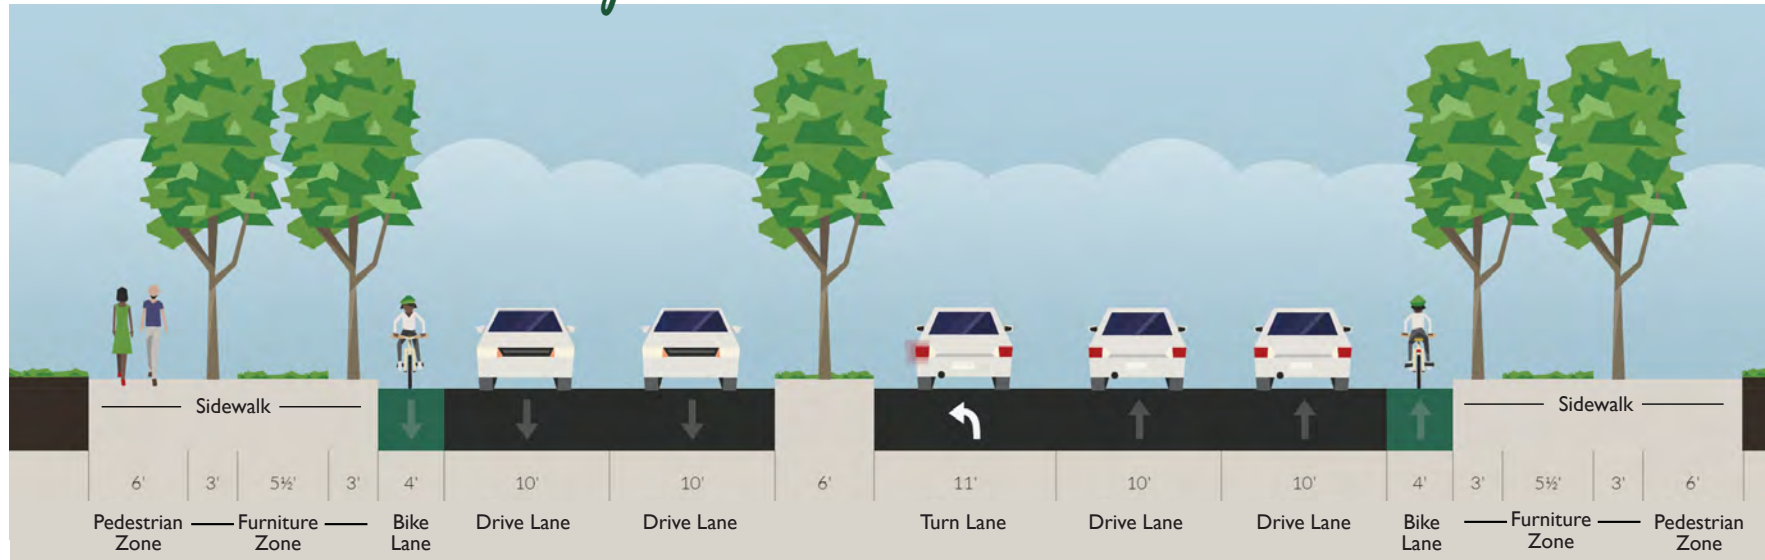 Sidewalk
Sidewalk
6' 3' 5½' 3' 4' 10' 10' 6' 11' 10' 10' 4' 3' 5½' 3' 6'
Pedestrian Zone
Furniture Zone
Bike Lane
Drive Lane
Drive Lane
Turn Lane
Drive Lane
Drive Lane
Bike Lane
Furniture Zone
Pedestrian Zone